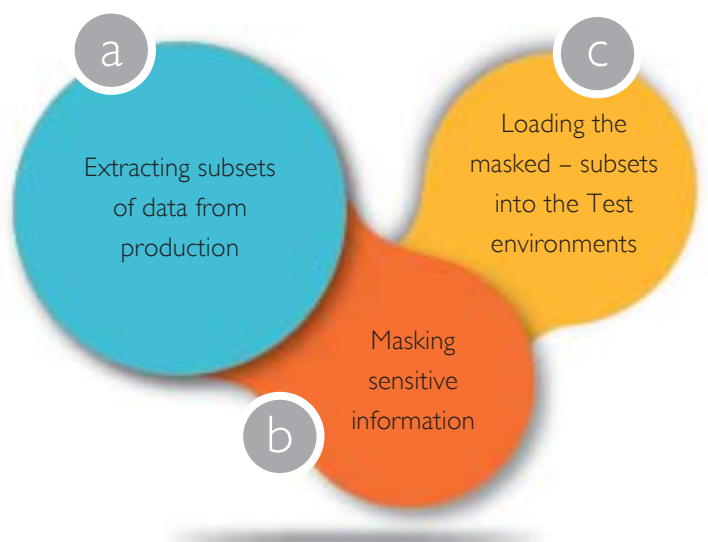 a
Extracting subsets
of data from
production
b
Masking
sensitive
information
c
Loading the
masked – subsets
into the Test
environments